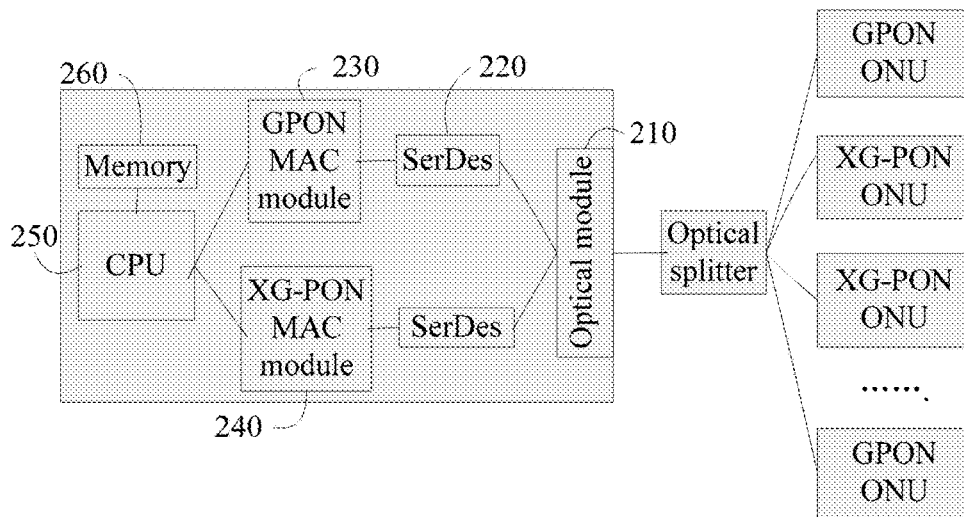 260
230
220
210
250
240
Memory
CPU
GPON
MAC
module
SerDes
XG-PON
MAC
module
SerDes
Optical module
Optical
splitter
GPON
ONU
XG-PON
ONU
XG-PON
ONU
.......
GPON
ONU